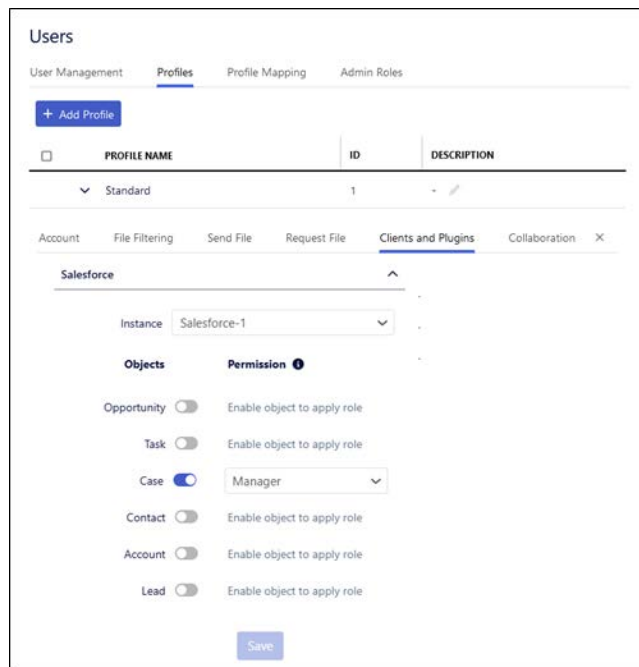 Users
User Management Profiles Profile Mapping Admin Roles
+ Add Profile
PROFILE NAME ID DESCRIPTION
Standard 1 -
Account File Filtering Send File Request File Clients and Plugins Collaboration ×
Salesforce
Instance Salesforce-1
Objects Permission
Opportunity Enable object to apply role
Task Enable object to apply role
Case Manager
Contact Enable object to apply role
Account Enable object to apply role
Lead Enable object to apply role
Save